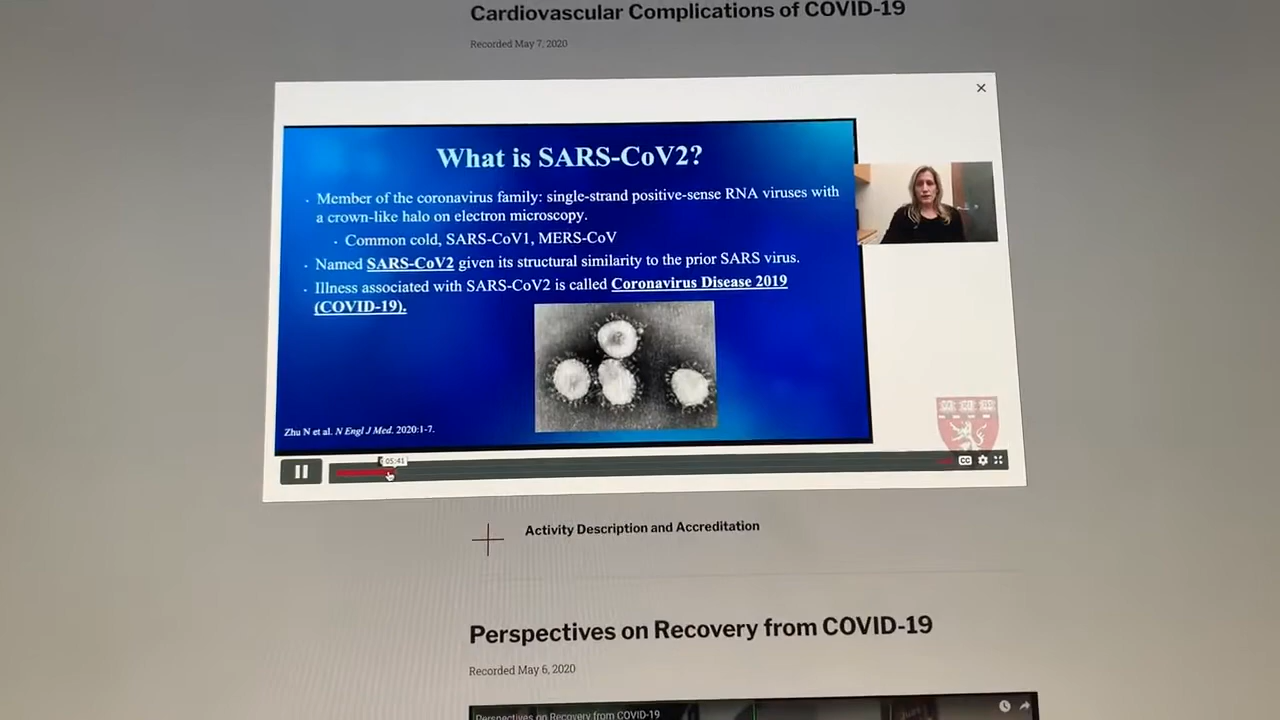 Cardiovascular Complications of COVID-19
Recorded May 7, 2020
What is SARS-CoV2?
Member of the coronavirus family: single-strand positive-sense RNA viruses with
a crown-like halo on electron microscopy.
Common cold, SARS-CoV1, MERS-CoV
Named SARS-CoV2 given its structural similarity to the prior SARS virus.
Illness associated with SARS-CoV2 is called Coronavirus Disease 2019
(COVID-19).
Zhu N et al. N Engl J Med. 2020:1-7.
05:41
CC
Activity Description and Accreditation
Perspectives on Recovery from COVID-19
Recorded May 6, 2020
Perspectives on Recovery from COVID-19